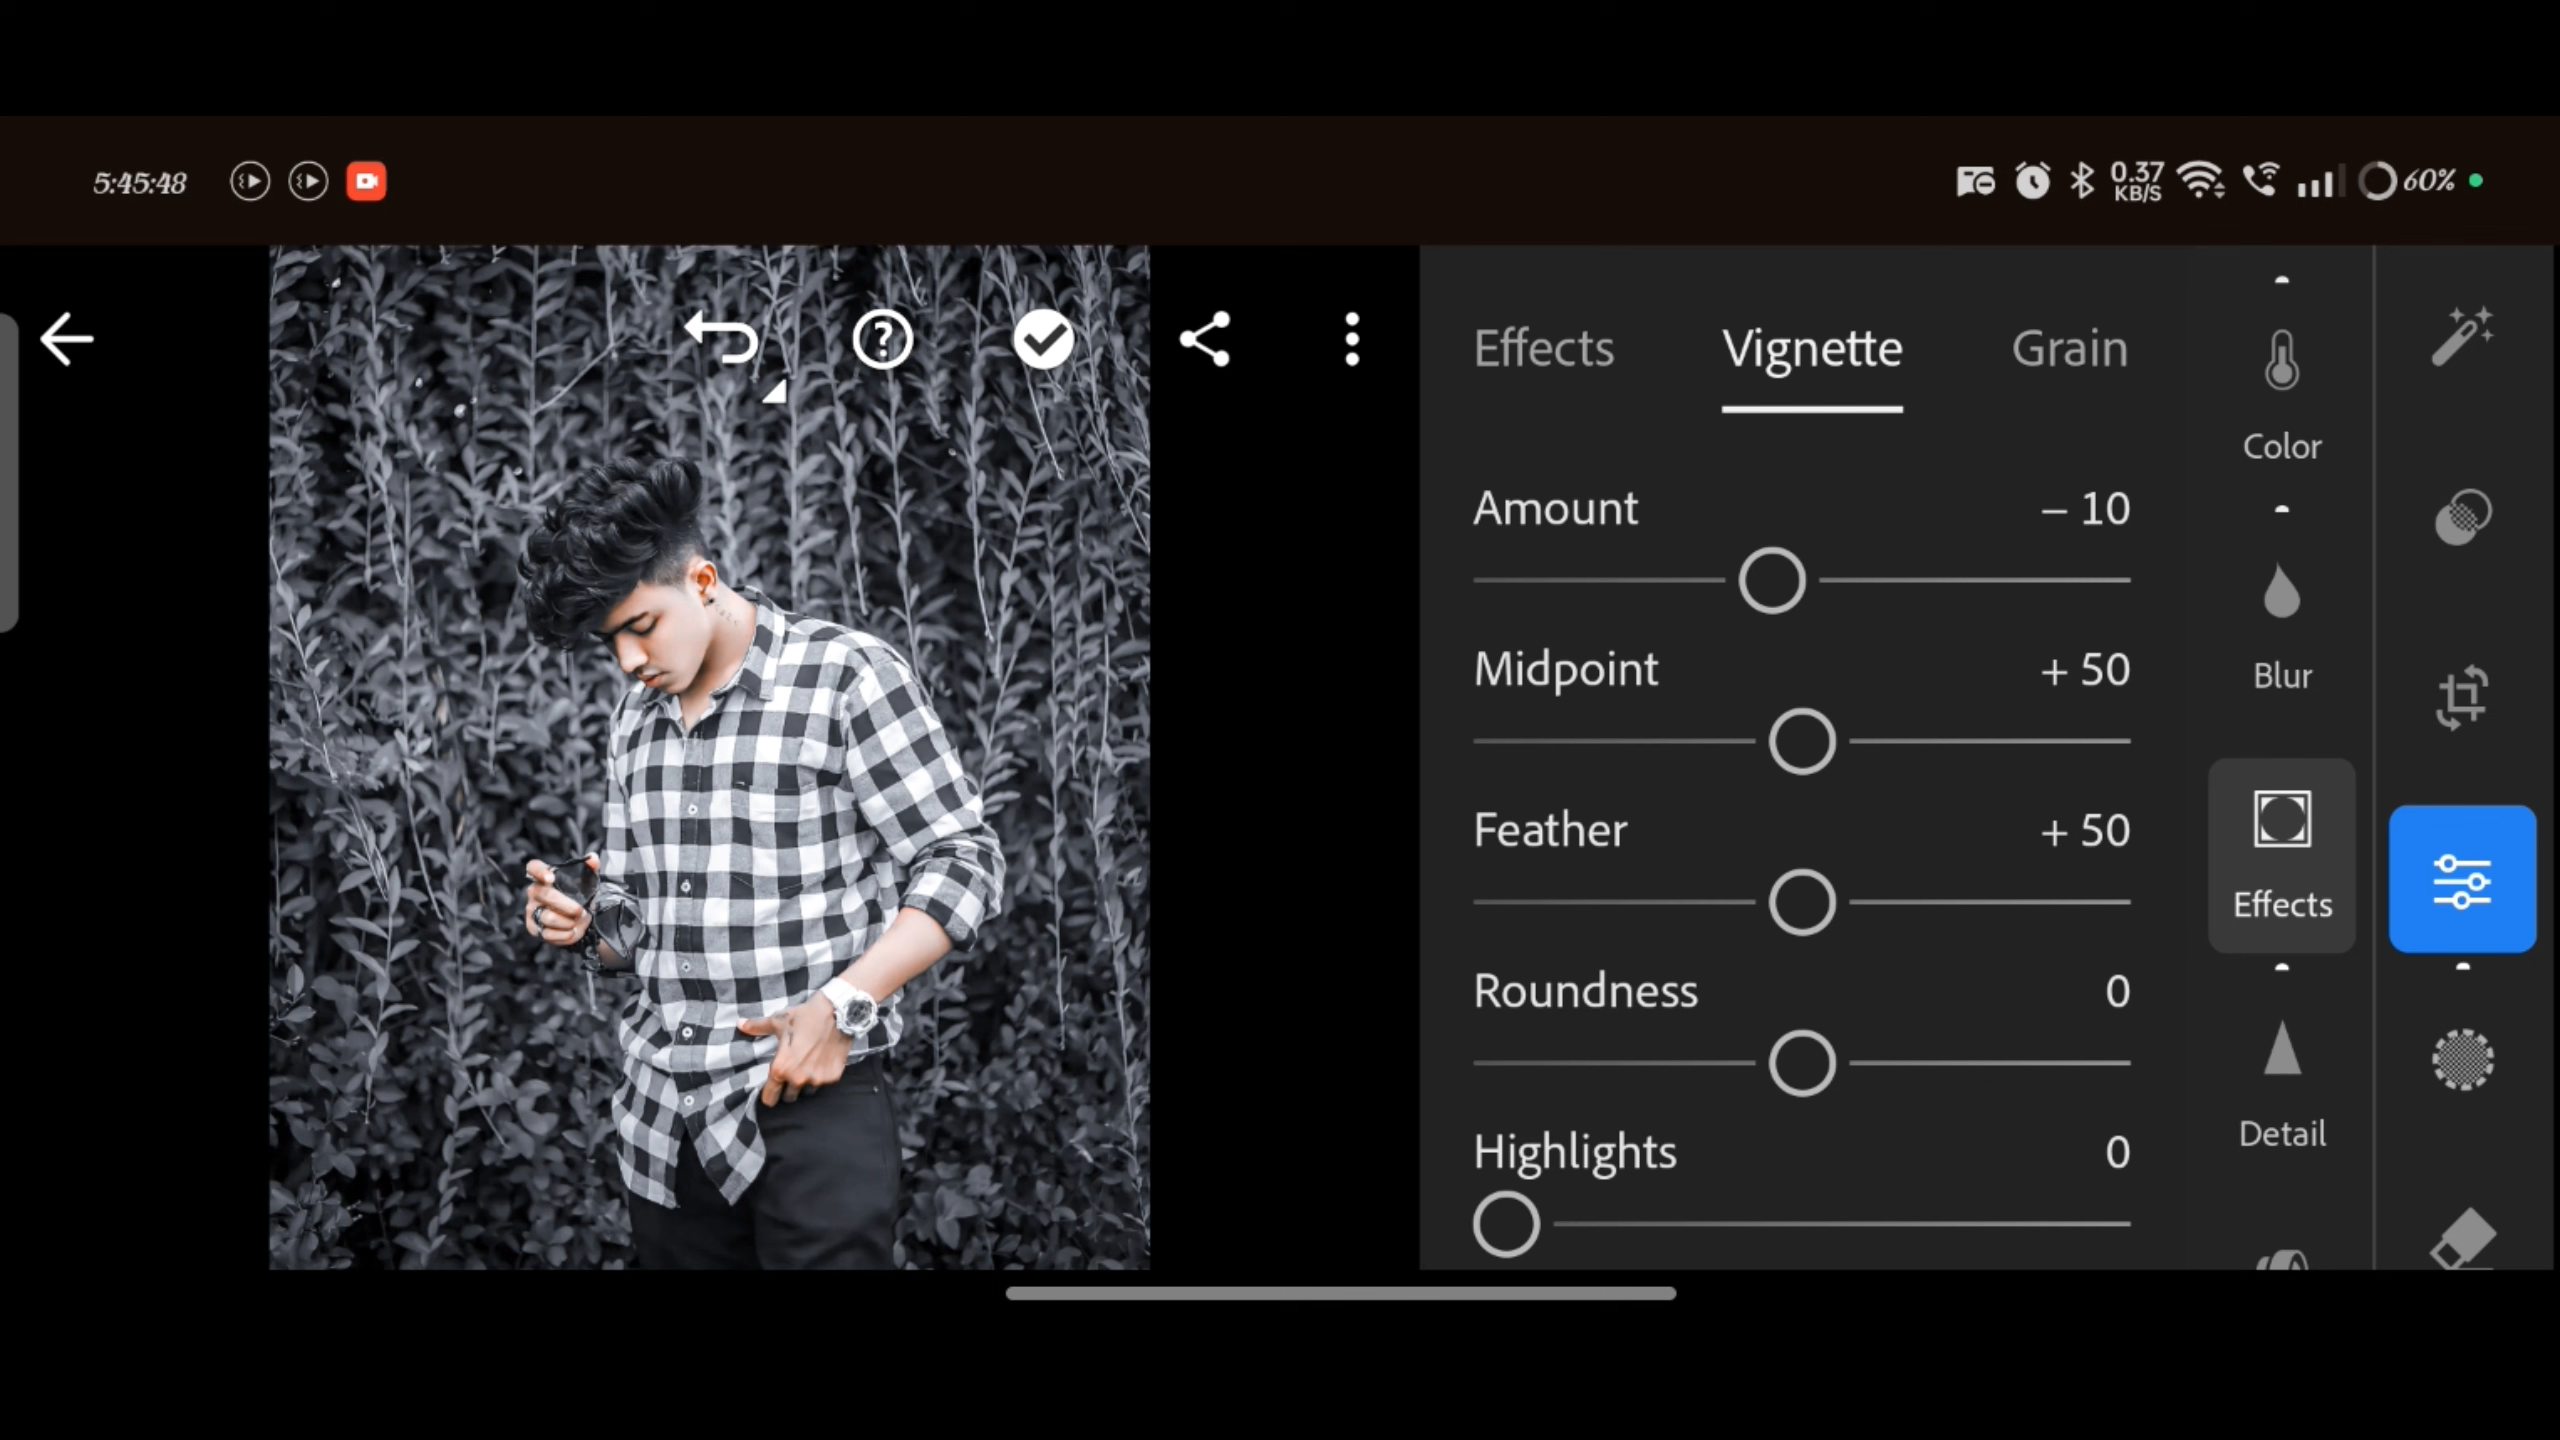 5:45:48 0.37 KB/S 60%
Effects Vignette Grain
Amount – 10
Midpoint + 50
Feather + 50
Roundness 0
Highlights 0
Color
Blur
Effects
Detail